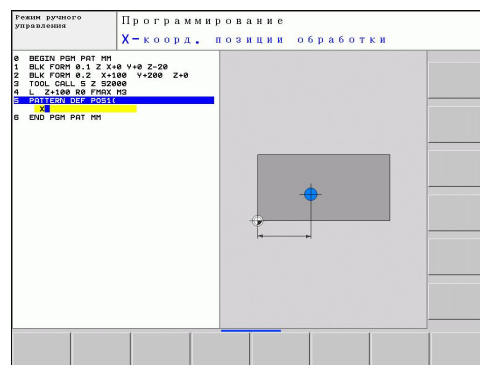 Режим ручного
управления
Программирование
X-коорд. позиции обработки
0 BEGIN PGM PAT MM
1 BLK FORM 0.1 Z X+0 Y+0 Z-20
2 BLK FORM 0.2 X+100 Y+200 Z+0
3 TOOL CALL 5 Z S2000
4 L Z+100 R0 FMAX M3
5 PATTERN DEF POS1(
X
6 END PGM PAT MM